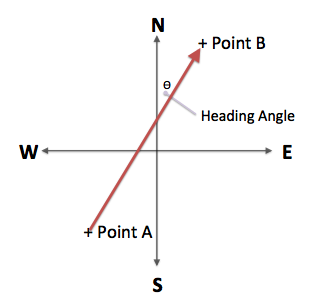 N
+ Point B
θ
Heading Angle
W
E
+ Point A
S